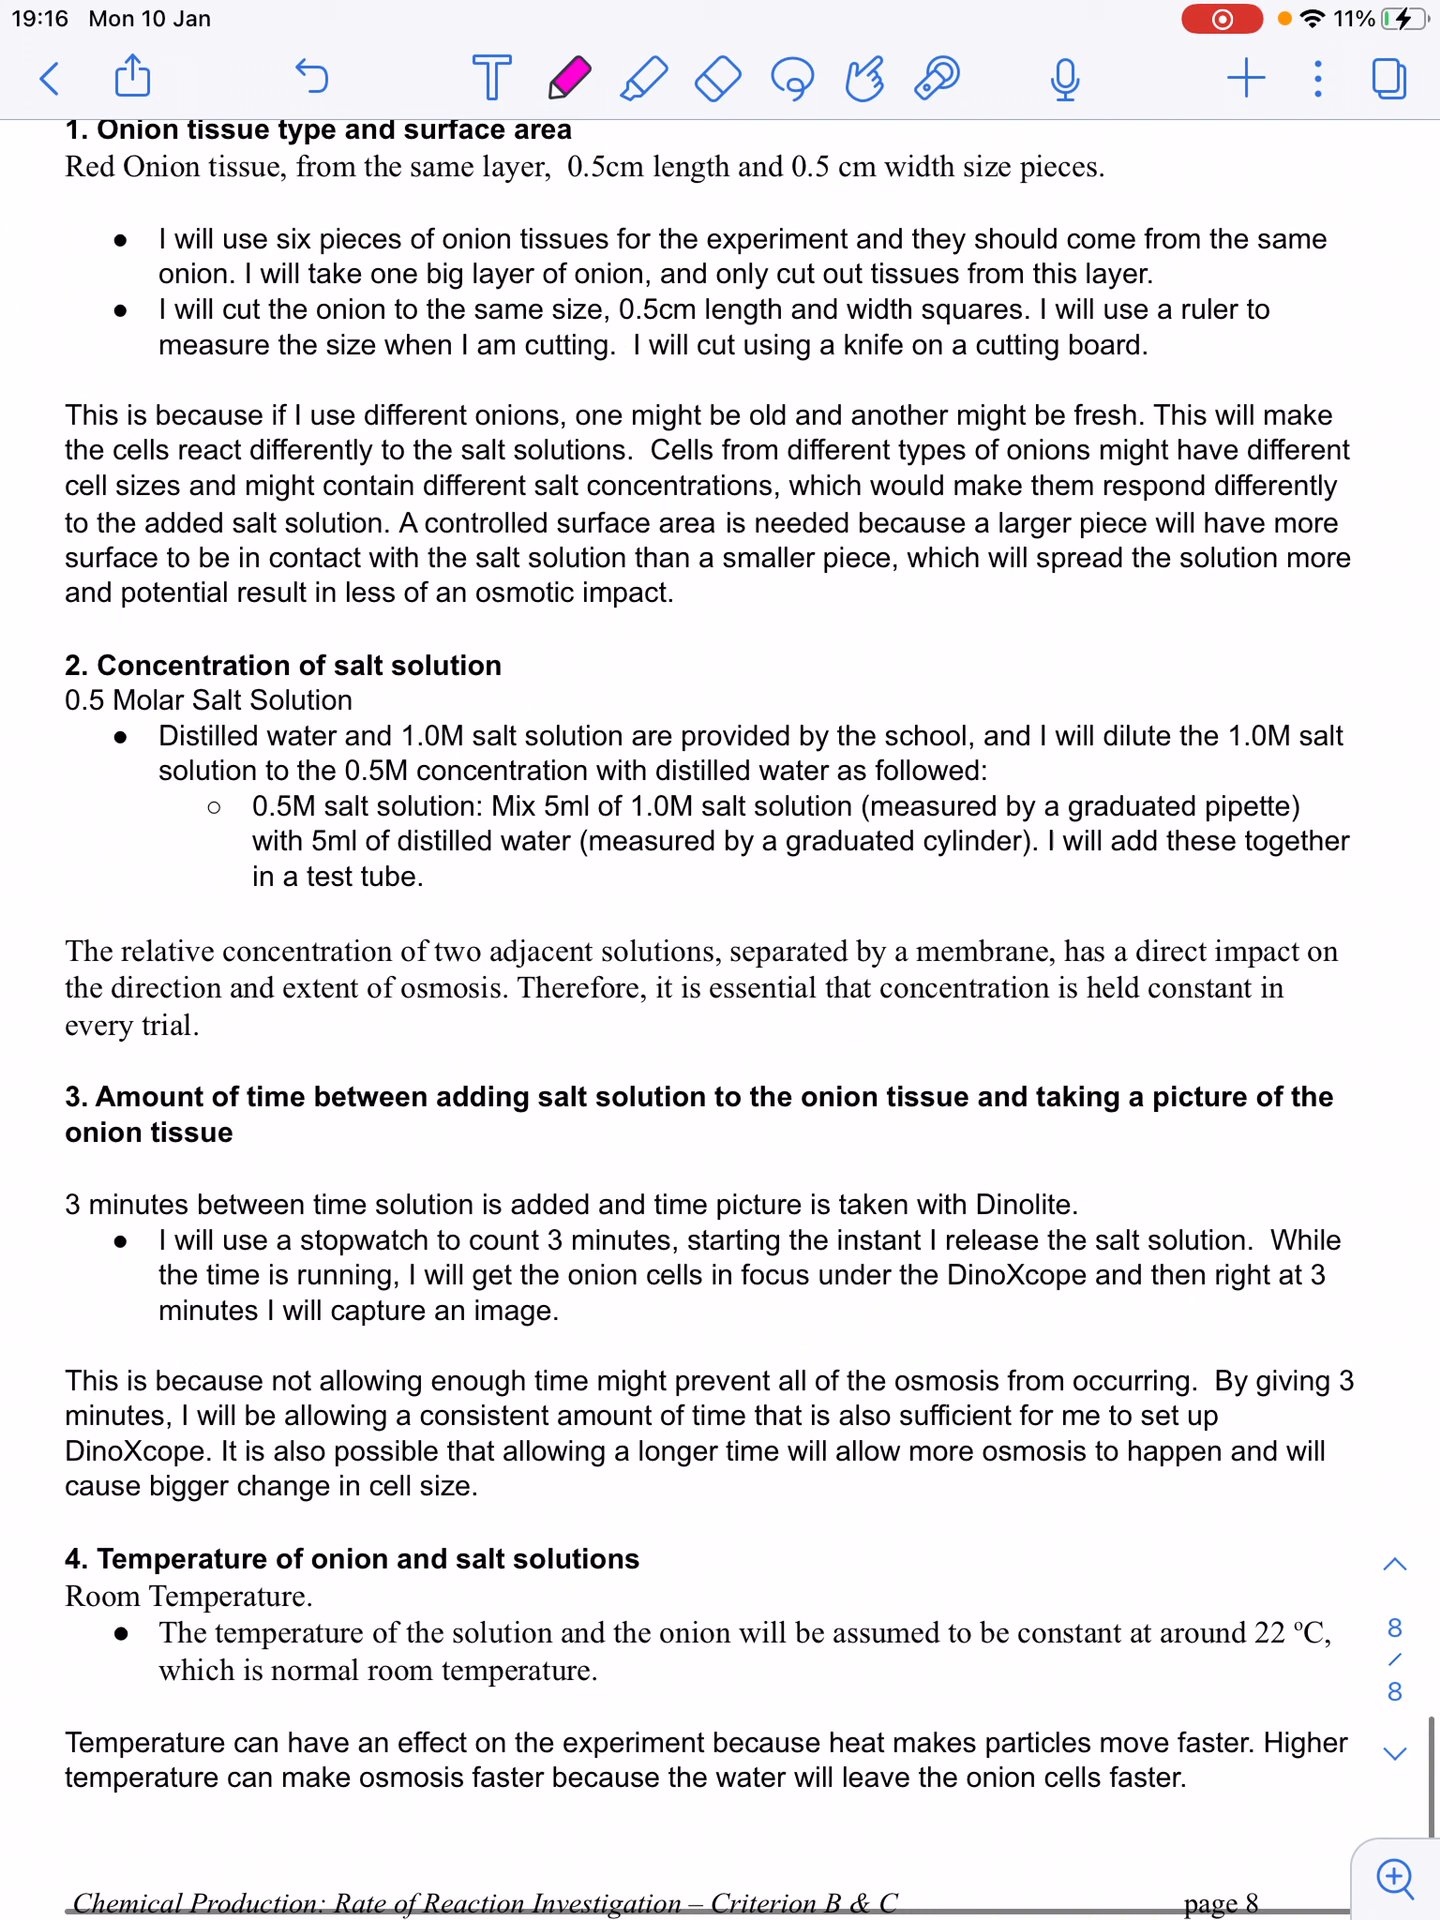 19:16 Mon 10 Jan
11%
1. Onion tissue type and surface area
Red Onion tissue, from the same layer,  0.5cm length and 0.5 cm width size pieces.
● I will use six pieces of onion tissues for the experiment and they should come from the same
onion. I will take one big layer of onion, and only cut out tissues from this layer.
● I will cut the onion to the same size, 0.5cm length and width squares. I will use a ruler to
measure the size when I am cutting.  I will cut using a knife on a cutting board.
This is because if I use different onions, one might be old and another might be fresh. This will make
the cells react differently to the salt solutions.  Cells from different types of onions might have different
cell sizes and might contain different salt concentrations, which would make them respond differently
to the added salt solution. A controlled surface area is needed because a larger piece will have more
surface to be in contact with the salt solution than a smaller piece, which will spread the solution more
and potential result in less of an osmotic impact.
2. Concentration of salt solution
0.5 Molar Salt Solution
● Distilled water and 1.0M salt solution are provided by the school, and I will dilute the 1.0M salt
solution to the 0.5M concentration with distilled water as followed:
○ 0.5M salt solution: Mix 5ml of 1.0M salt solution (measured by a graduated pipette)
with 5ml of distilled water (measured by a graduated cylinder). I will add these together
in a test tube.
The relative concentration of two adjacent solutions, separated by a membrane, has a direct impact on
the direction and extent of osmosis. Therefore, it is essential that concentration is held constant in
every trial.
3. Amount of time between adding salt solution to the onion tissue and taking a picture of the
onion tissue
3 minutes between time solution is added and time picture is taken with Dinolite.
● I will use a stopwatch to count 3 minutes, starting the instant I release the salt solution.  While
the time is running, I will get the onion cells in focus under the DinoXcope and then right at 3
minutes I will capture an image.
This is because not allowing enough time might prevent all of the osmosis from occurring.  By giving 3
minutes, I will be allowing a consistent amount of time that is also sufficient for me to set up
DinoXcope. It is also possible that allowing a longer time will allow more osmosis to happen and will
cause bigger change in cell size.
4. Temperature of onion and salt solutions
Room Temperature.
● The temperature of the solution and the onion will be assumed to be constant at around 22 ºC,
which is normal room temperature.
8
/
8
Temperature can have an effect on the experiment because heat makes particles move faster. Higher
temperature can make osmosis faster because the water will leave the onion cells faster.
Chemical Production: Rate of Reaction Investigation – Criterion B & C page 8